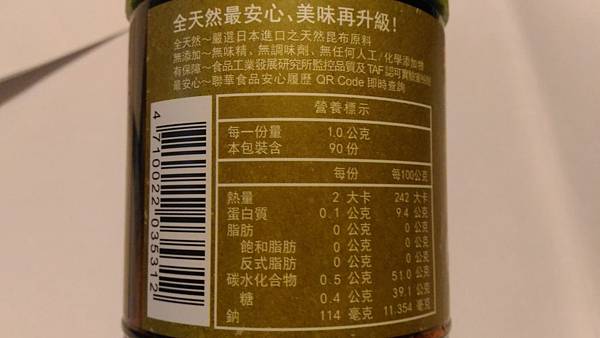 全天然最安心、美味再升級！
全天然～嚴選日本進口之天然昆布原料
無添加～無味精、無調味劑、無任何人工/化學添加物
有保障～食品工業發展研究所監控品質及TAF認可實驗室
最安心～聯華食品安心履歷 QR Code 即時查詢
營養標示
每一份量 1.0 公克
本包裝含 90 份
每份 每100公克
熱量 2 大卡 242 大卡
蛋白質 0.1 公克 9.4 公克
脂肪 0 公克 0 公克
飽和脂肪 0 公克 0 公克
反式脂肪 0 公克 0 公克
碳水化合物 0.5 公克 51.0 公克
糖 0.4 公克 39.1 公克
鈉 114 毫克 11,354 毫克
4 710022 035312